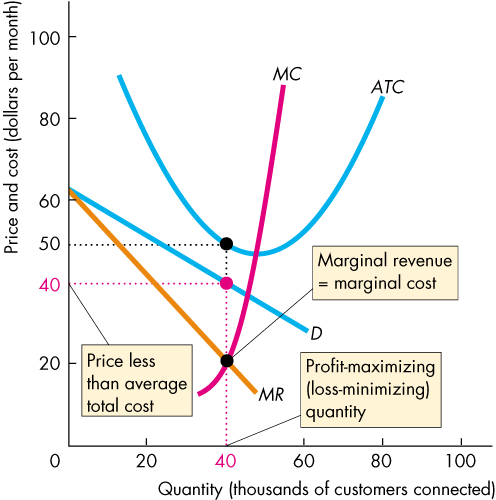 Price and cost (dollars per month)
100
80
60
50
40
20
0
MC
ATC
Marginal revenue
= marginal cost
D
Price less
than average
total cost
MR
Profit-maximizing
(loss-minimizing)
quantity
20
40
60
80
100
Quantity (thousands of customers connected)